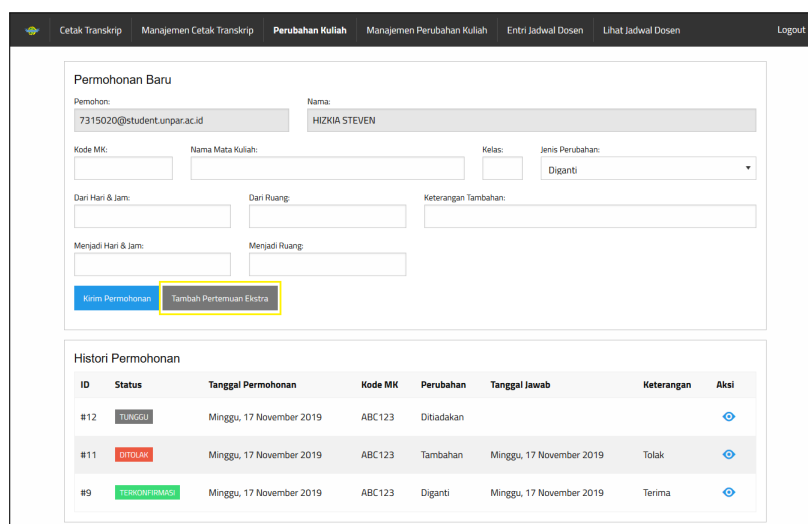 Cetak Transkrip Manajemen Cetak Transkrip Perubahan Kuliah Manajemen Perubahan Kuliah Entri Jadwal Dosen Lihat Jadwal Dosen Logout
Permohonan Baru
Pemohon: Nama:
7315020@student.unpar.ac.id HIZKIA STEVEN
Kode MK: Nama Mata Kuliah: Kelas: Jenis Perubahan:
Diganti
Dari Hari & Jam: Dari Ruang: Keterangan Tambahan:
Menjadi Hari & Jam: Menjadi Ruang:
Kirim Permohonan Tambah Pertemuan Ekstra
Histori Permohonan
ID Status Tanggal Permohonan Kode MK Perubahan Tanggal Jawab Keterangan Aksi
#12 TUNGGU Minggu, 17 November 2019 ABC123 Ditiadakan
#11 DITOLAK Minggu, 17 November 2019 ABC123 Tambahan Minggu, 17 November 2019 Tolak
#9 TERKONFIRMASI Minggu, 17 November 2019 ABC123 Diganti Minggu, 17 November 2019 Terima